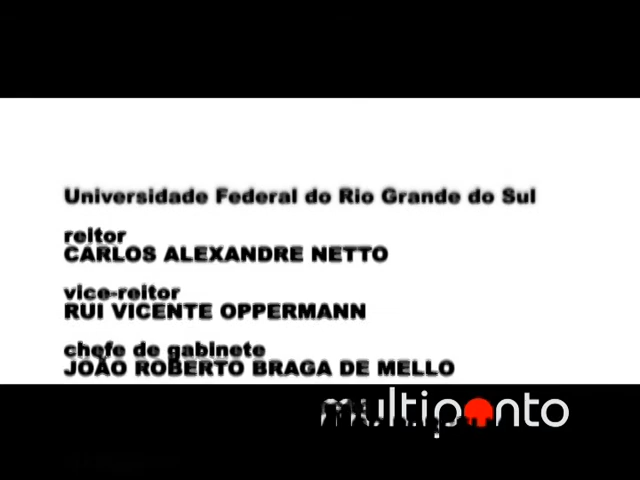 Universidade Federal do Rio Grande do Sul
reitor
CARLOS ALEXANDRE NETTO
vice-reitor
RUI VICENTE OPPERMANN
chefe de gabinete
JOÃO ROBERTO BRAGA DE MELLO
multiponto